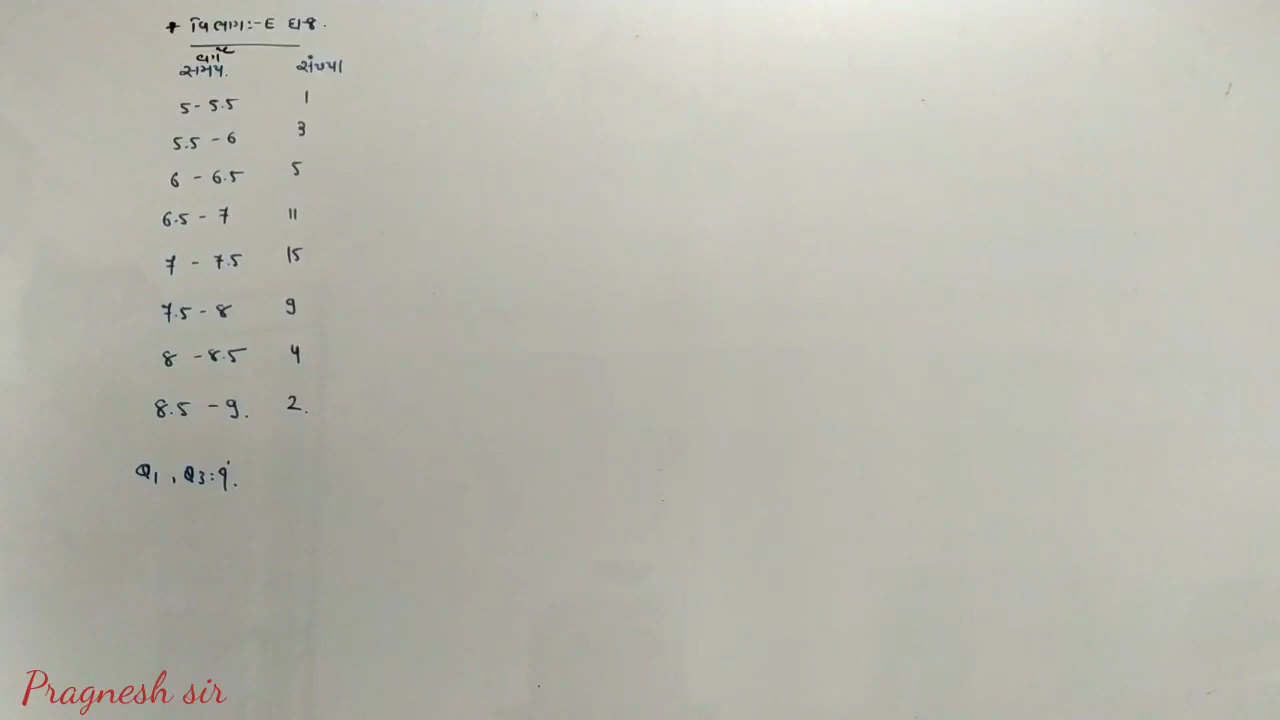 * વિભાગ:-E દા-8.
વર્ગ
સમય. સંખ્યા
5 - 5.5 1
5.5 - 6 3
6 - 6.5 5
6.5 - 7 11
7 - 7.5 15
7.5 - 8 9
8 - 8.5 4
8.5 - 9. 2.
Q1 , Q3 =
Pragnesh sir